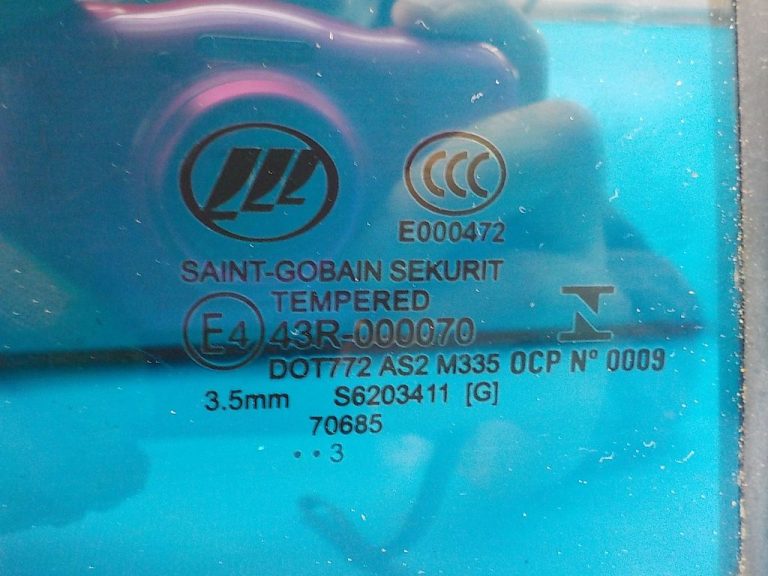 CCC
E000472
SAINT-GOBAIN SEKURIT
TEMPERED
E4 43R-000070
DOT772 AS2 M335 OCP Nº 0009
3.5mm S6203411 [G]
70685
··3